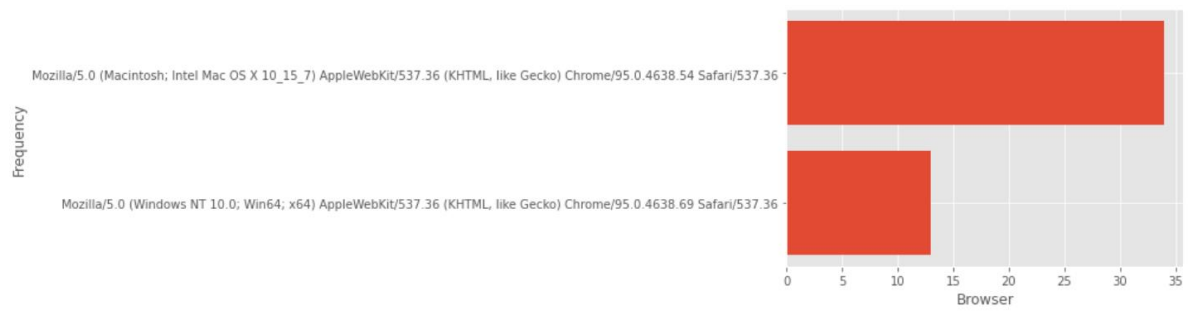 Mozilla/5.0 (Macintosh; Intel Mac OS X 10_15_7) AppleWebKit/537.36 (KHTML, like Gecko) Chrome/95.0.4638.54 Safari/537.36
Frequency
Mozilla/5.0 (Windows NT 10.0; Win64; x64) AppleWebKit/537.36 (KHTML, like Gecko) Chrome/95.0.4638.69 Safari/537.36
0 5 10 15 20 25 30 35
Browser